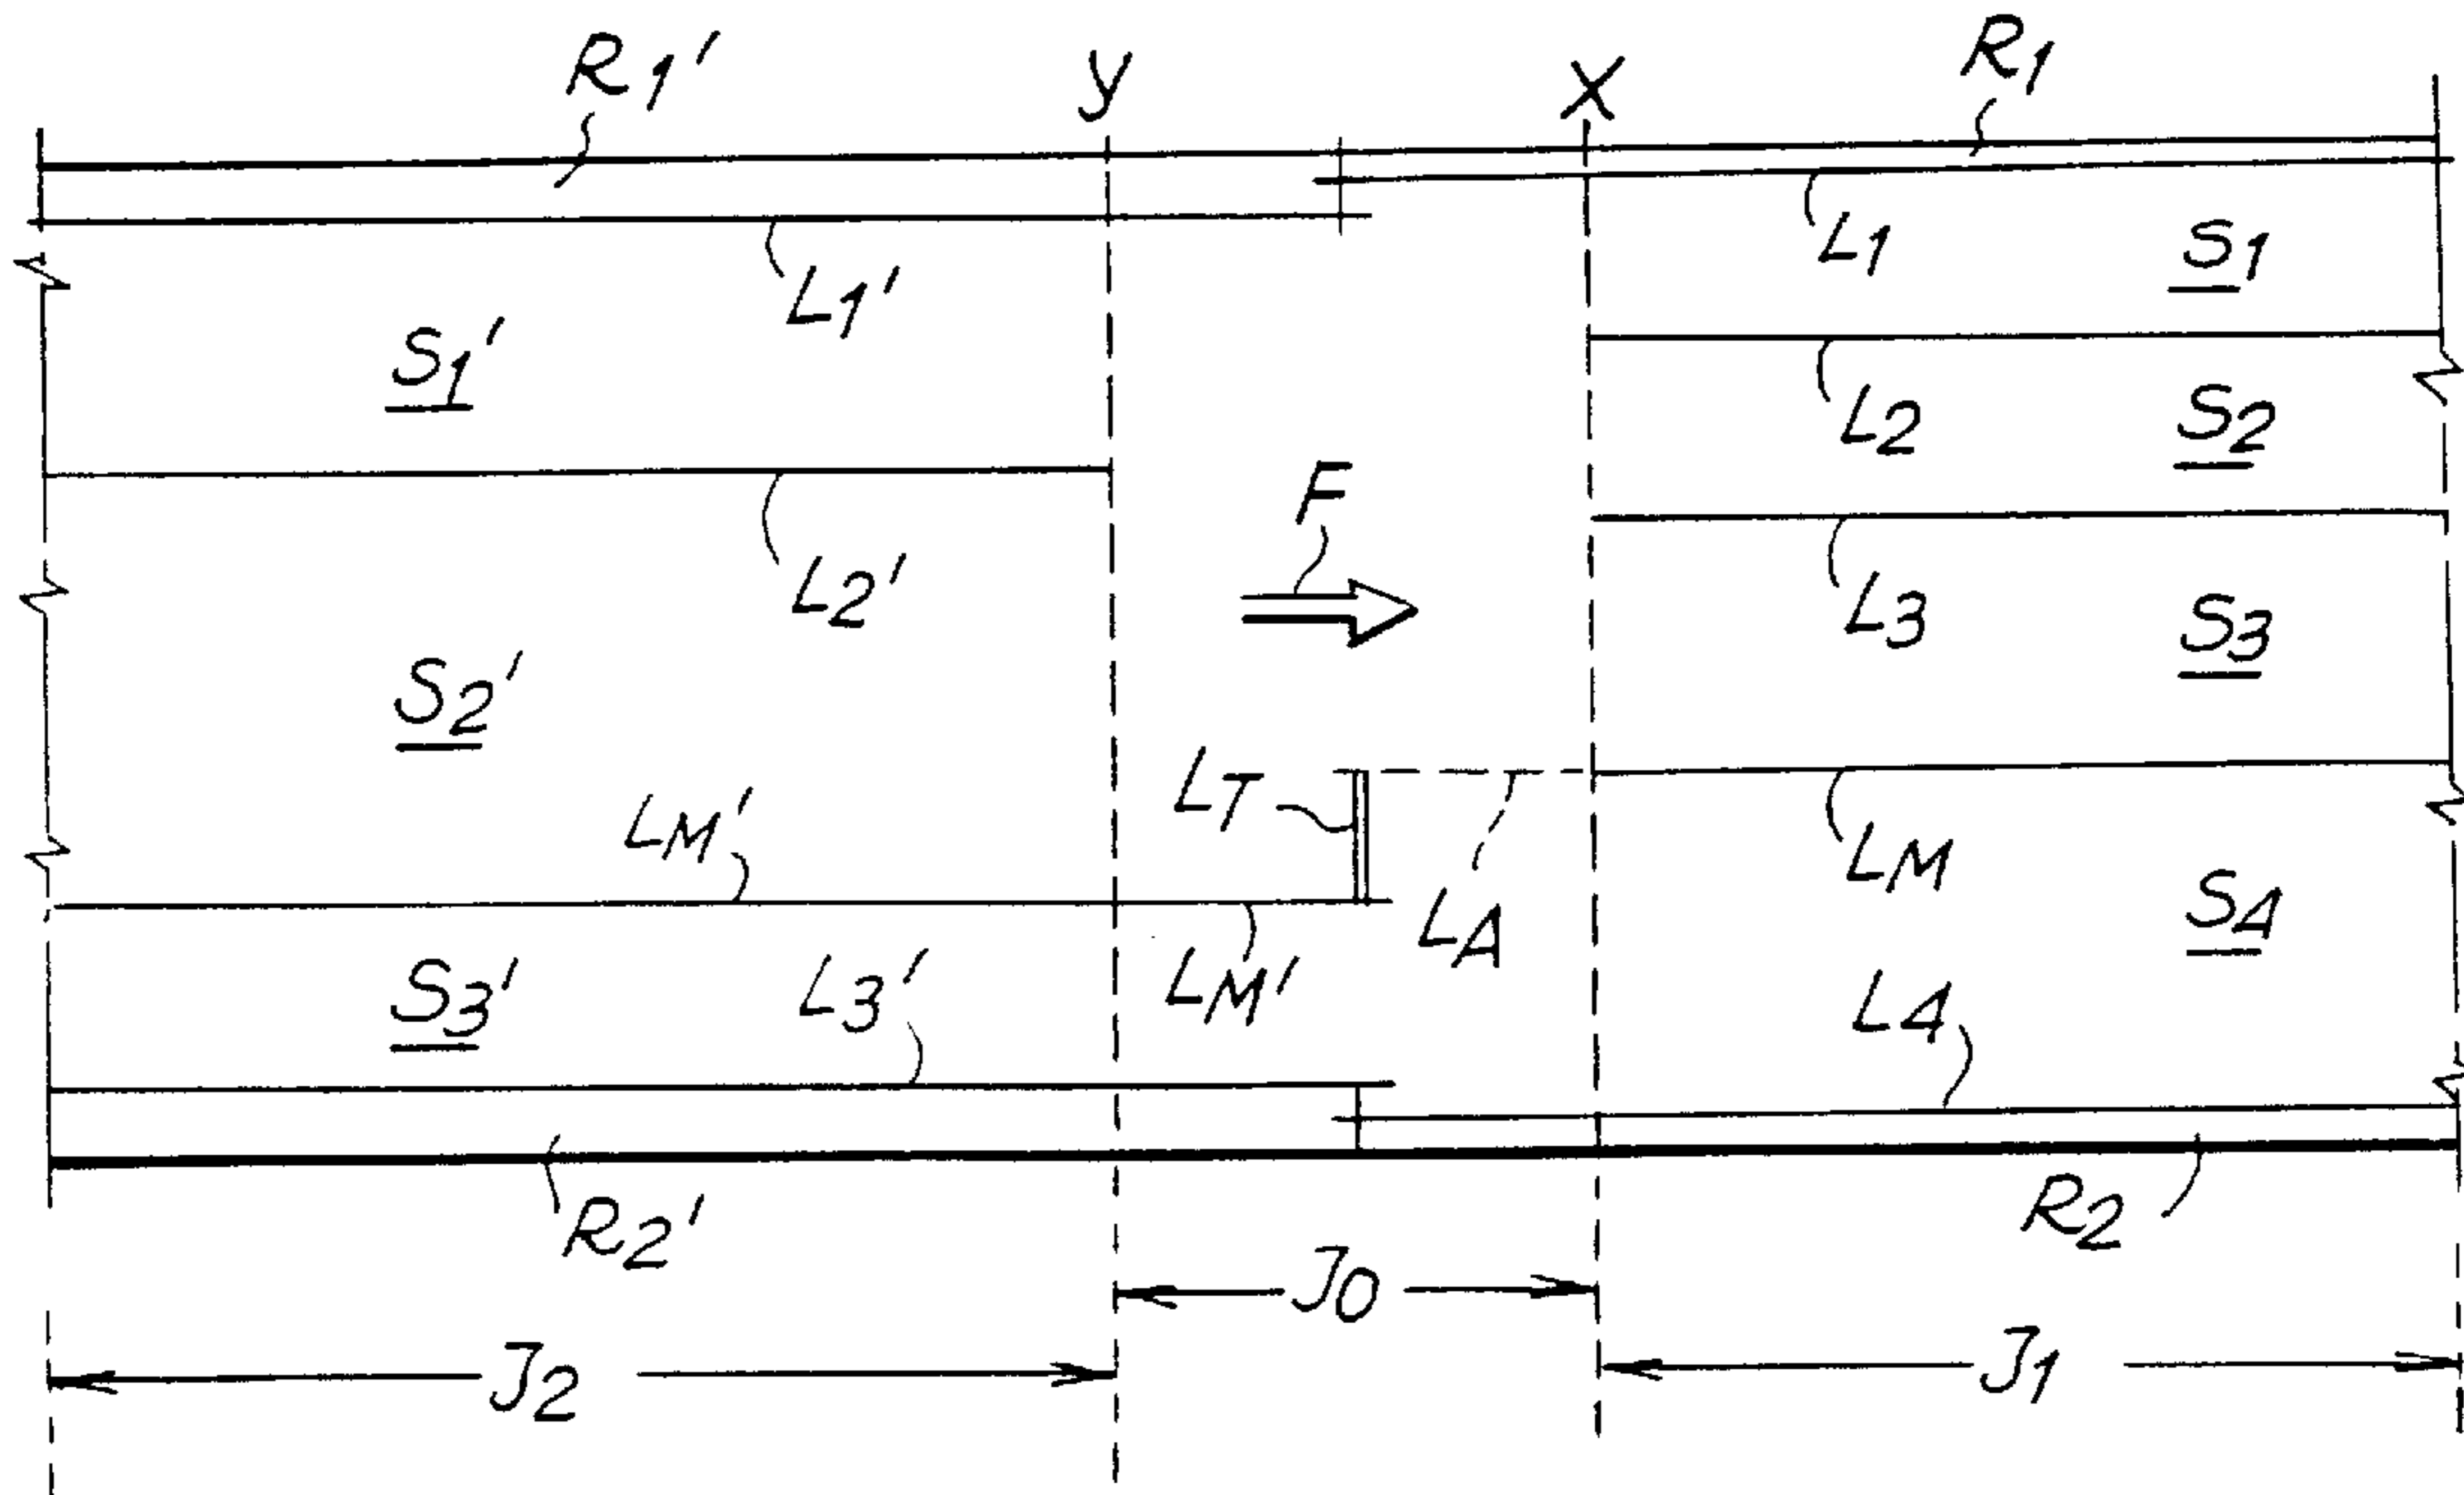 R1' Y X R1
L1' L1 S1
S1' L2 S2
F
L2' L3 S3
S2' LT
LM' LM
LA S4
S3' L3' LM' L4
R2' R2
J0
J2 J1